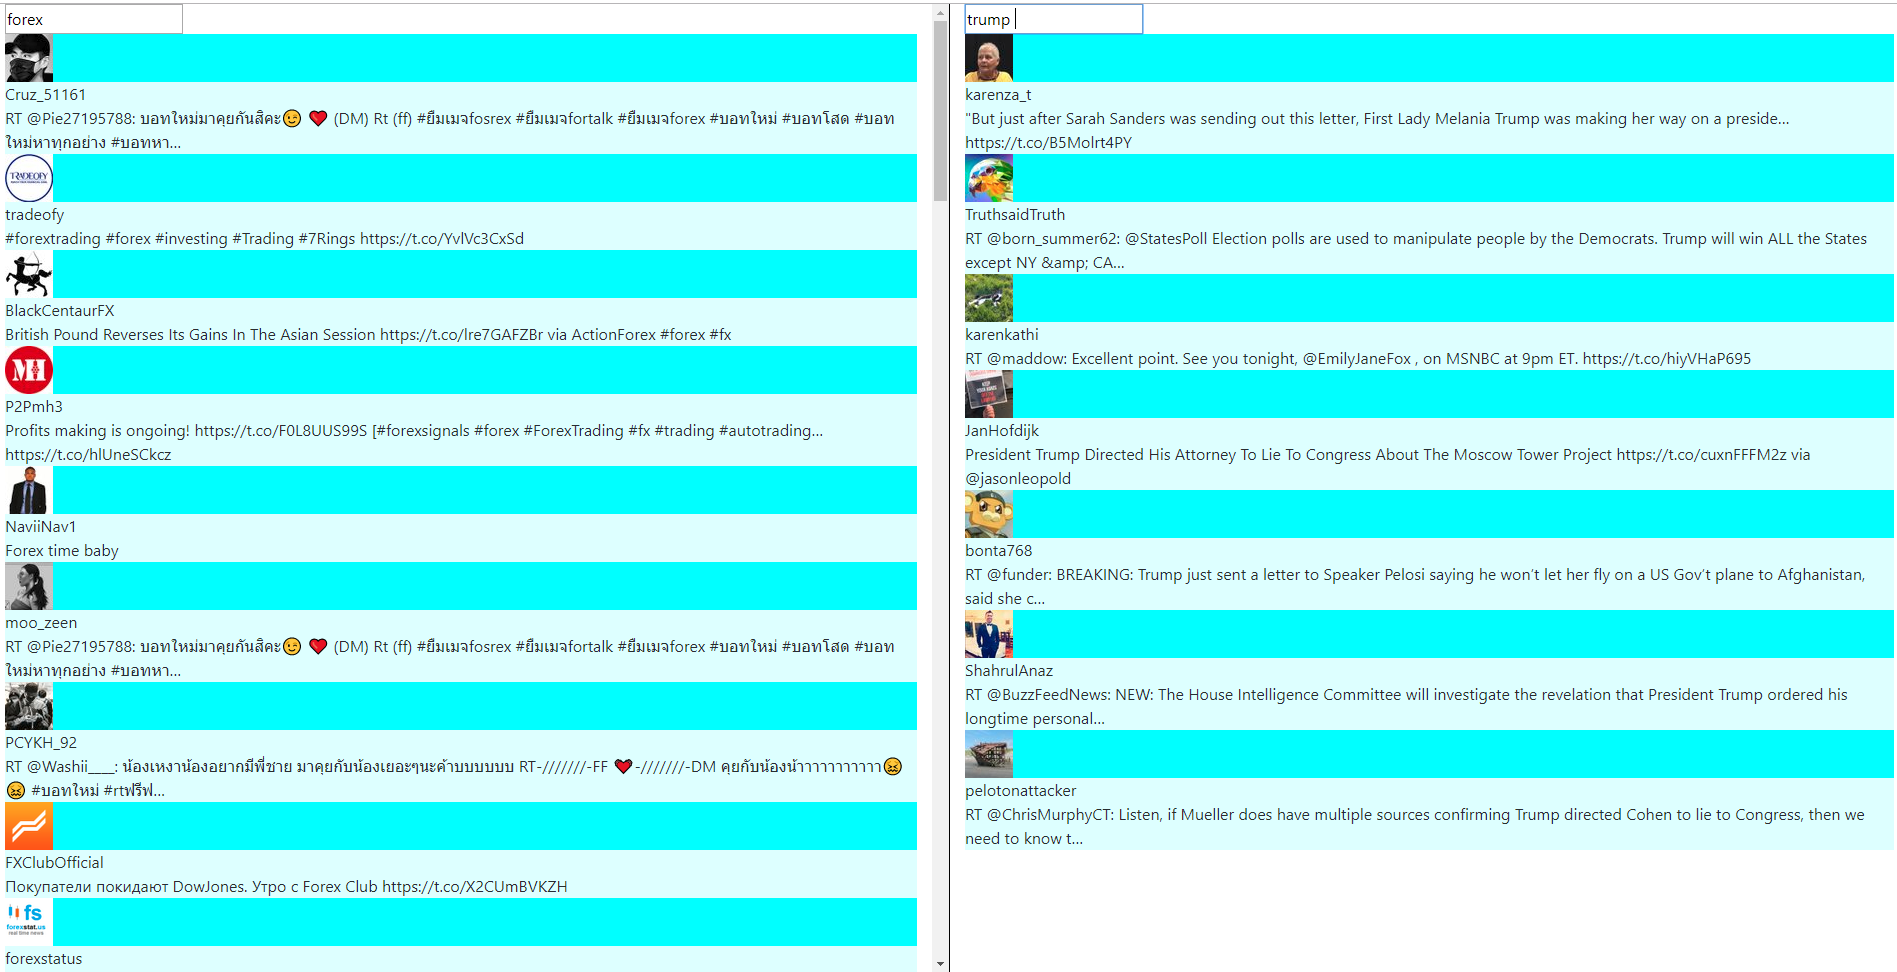 forex
Cruz_51161
RT @Pie27195788: บอทใหม่มาคุยกันสิคะ😉 ❤ (DM) Rt (ff) #ยืมเมจfosrex #ยืมเมจfortalk #ยืมเมจforex #บอทใหม่ #บอทโสด #บอท
ใหม่หาทุกอย่าง #บอทหา…
TRADEOFY
tradeofy
#forextrading #forex #investing #Trading #7Rings https://t.co/YvlVc3CxSd
BlackCentaurFX
British Pound Reverses Its Gains In The Asian Session https://t.co/lre7GAFZBr via ActionForex #forex #fx
MH
P2Pmh3
Profits making is ongoing! https://t.co/F0L8UUS99S [#forexsignals #forex #ForexTrading #fx #trading #autotrading…
https://t.co/hlUneSCkcz
NaviiNav1
Forex time baby
moo_zeen
RT @Pie27195788: บอทใหม่มาคุยกันสิคะ😉 ❤ (DM) Rt (ff) #ยืมเมจfosrex #ยืมเมจfortalk #ยืมเมจforex #บอทใหม่ #บอทโสด #บอท
ใหม่หาทุกอย่าง #บอทหา…
PCYKH_92
RT @Washii____: น้องเหงาน้องอยากมีพี่ชาย มาคุยกับน้องเยอะๆนะค้าบบบบบบ RT-///////-FF ❤-///////-DM คุยกับน้องน้าาาาาาาาาาา😖
😖 #บอทใหม่ #rtฟรีฟ…
FXClubOfficial
Покупатели покидают DowJones. Утро с Forex Club https://t.co/X2CUmBVKZH
fs
forexstat.us
real time news
forexstatus
trump
karenza_t
"But just after Sarah Sanders was sending out this letter, First Lady Melania Trump was making her way on a preside…
https://t.co/B5Molrt4PY
TruthsaidTruth
RT @born_summer62: @StatesPoll Election polls are used to manipulate people by the Democrats. Trump will win ALL the States
except NY &amp; CA…
karenkathi
RT @maddow: Excellent point. See you tonight, @EmilyJaneFox , on MSNBC at 9pm ET. https://t.co/hiyVHaP695
JanHofdijk
President Trump Directed His Attorney To Lie To Congress About The Moscow Tower Project https://t.co/cuxnFFFM2z via
@jasonleopold
bonta768
RT @funder: BREAKING: Trump just sent a letter to Speaker Pelosi saying he won't let her fly on a US Gov't plane to Afghanistan,
said she c…
ShahrulAnaz
RT @BuzzFeedNews: NEW: The House Intelligence Committee will investigate the revelation that President Trump ordered his
longtime personal…
pelotonattacker
RT @ChrisMurphyCT: Listen, if Mueller does have multiple sources confirming Trump directed Cohen to lie to Congress, then we
need to know t…